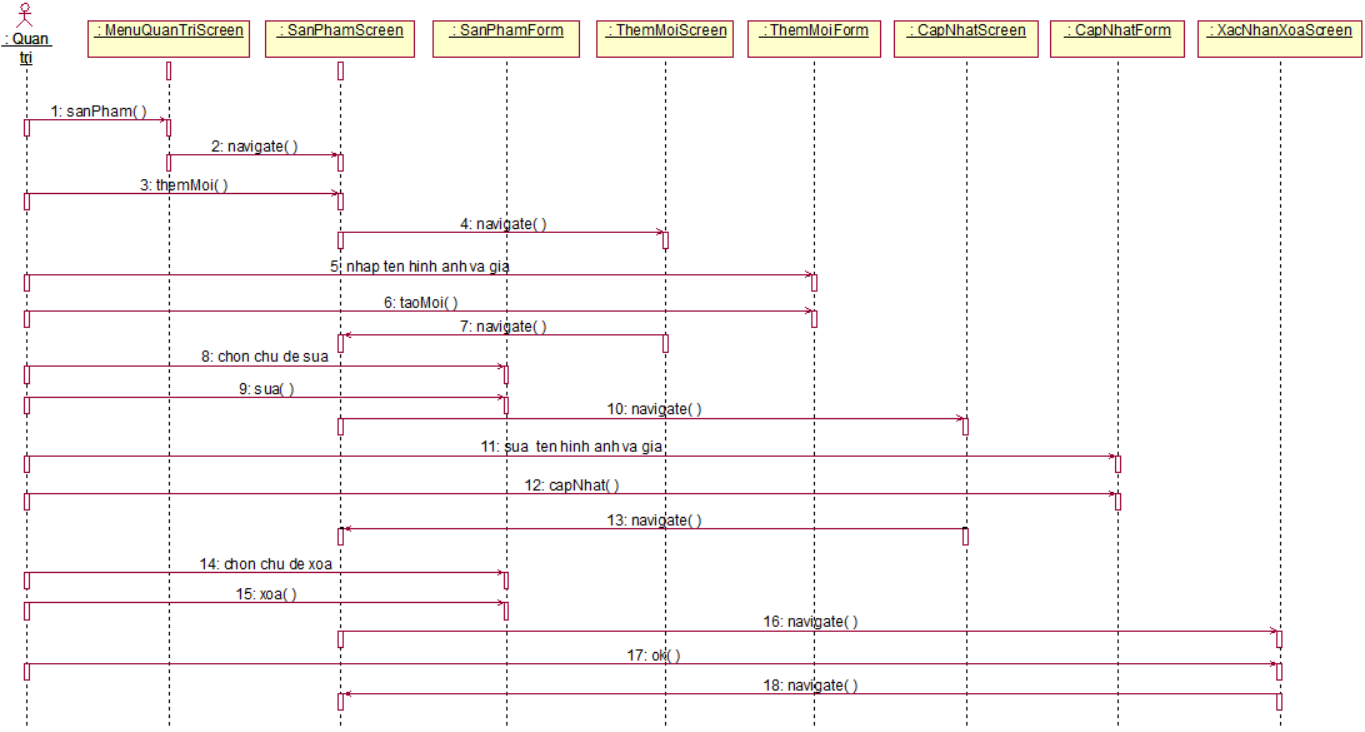 : Quan
tri
: MenuQuanTriScreen
: SanPhamScreen
: SanPhamForm
: ThemMoiScreen
: ThemMoiForm
: CapNhatScreen
: CapNhatForm
: XacNhanXoaScreen
1: sanPham( )
2: navigate( )
3: themMoi( )
4: navigate( )
5: nhap ten hinh anh va gia
6: taoMoi( )
7: navigate( )
8: chon chu de sua
9: sua( )
10: navigate( )
11: sua ten hinh anh va gia
12: capNhat( )
13: navigate( )
14: chon chu de xoa
15: xoa( )
16: navigate( )
17: ok( )
18: navigate( )